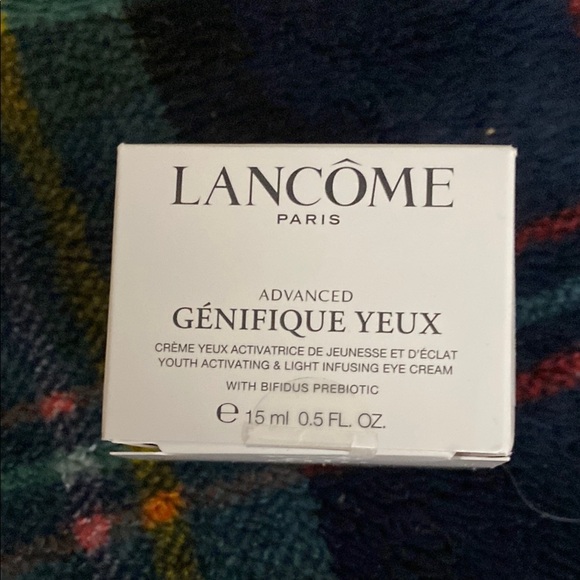 LANCÔME
PARIS
ADVANCED
GÉNIFIQUE YEUX
CRÈME YEUX ACTIVATRICE DE JEUNESSE ET D'ÉCLAT
YOUTH ACTIVATING & LIGHT INFUSING EYE CREAM
WITH BIFIDUS PREBIOTIC
℮ 15 ml 0.5 FL. OZ.